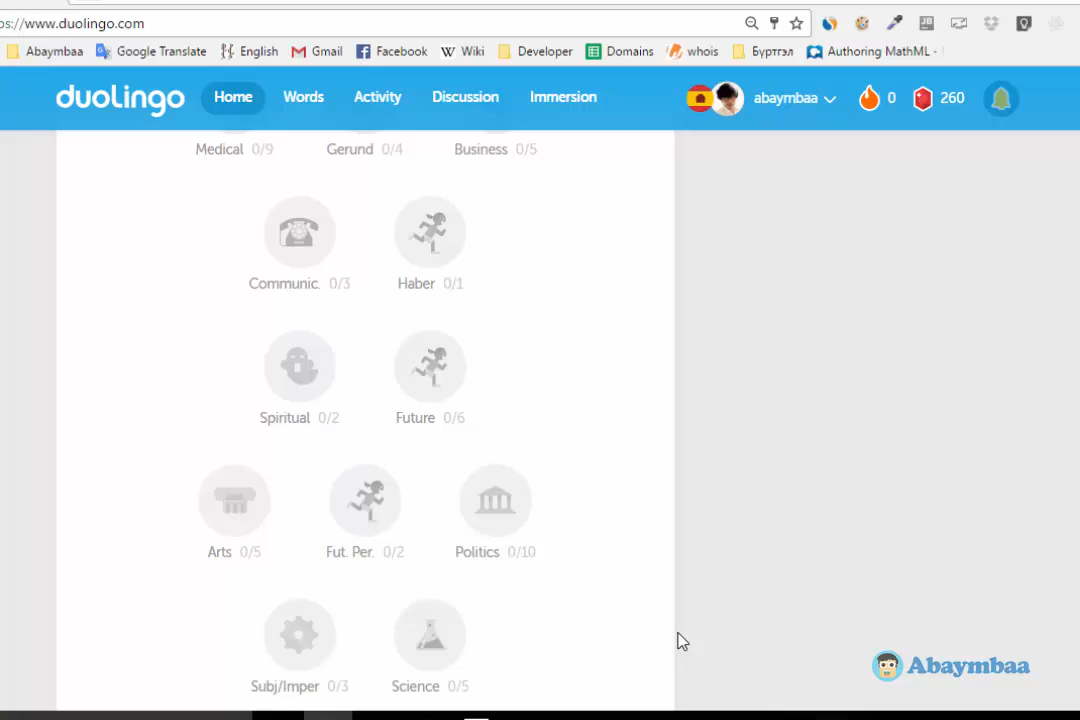 ps://www.duolingo.com
Abaymbaa Google Translate English Gmail Facebook Wiki Developer Domains whois Бүртгэл Authoring MathML -
duolingo Home Words Activity Discussion Immersion abaymbaa 0 260
Medical 0/9 Gerund 0/4 Business 0/5
Communic. 0/3 Haber 0/1
Spiritual 0/2 Future 0/6
Arts 0/5 Fut. Per. 0/2 Politics 0/10
Subj/Imper 0/3 Science 0/5
Abaymbaa